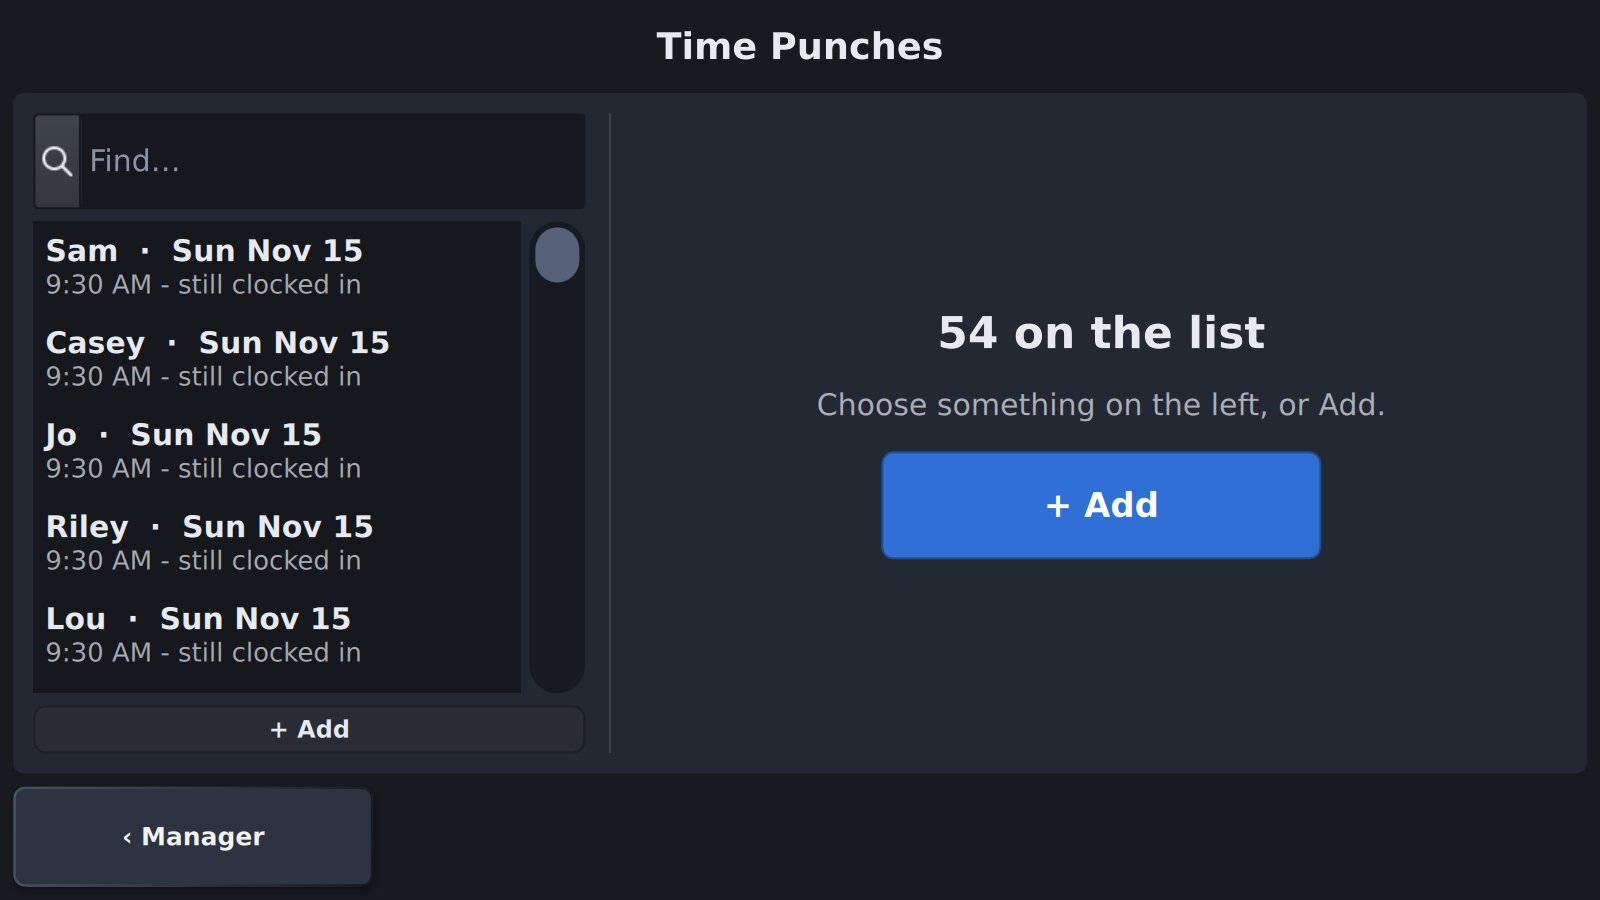 Time Punches
Find...
Sam · Sun Nov 15
9:30 AM - still clocked in
Casey · Sun Nov 15
9:30 AM - still clocked in
Jo · Sun Nov 15
9:30 AM - still clocked in
Riley · Sun Nov 15
9:30 AM - still clocked in
Lou · Sun Nov 15
9:30 AM - still clocked in
+ Add
54 on the list
Choose something on the left, or Add.
+ Add
‹ Manager